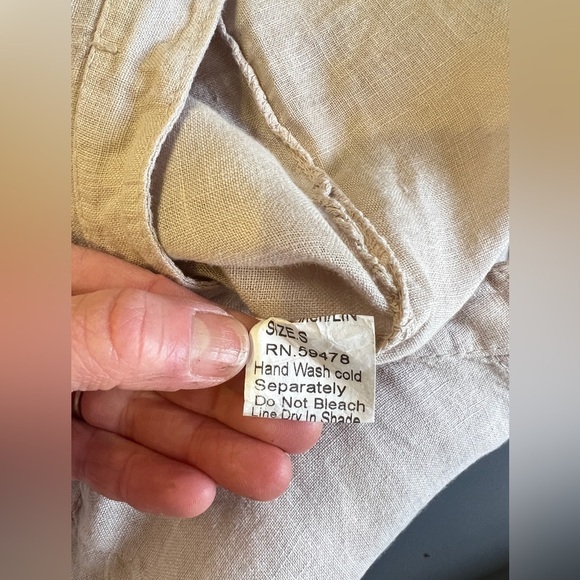 SIZE.S
RN.59478
Hand Wash cold
Separately
Do Not Bleach
Line Dry In Shade